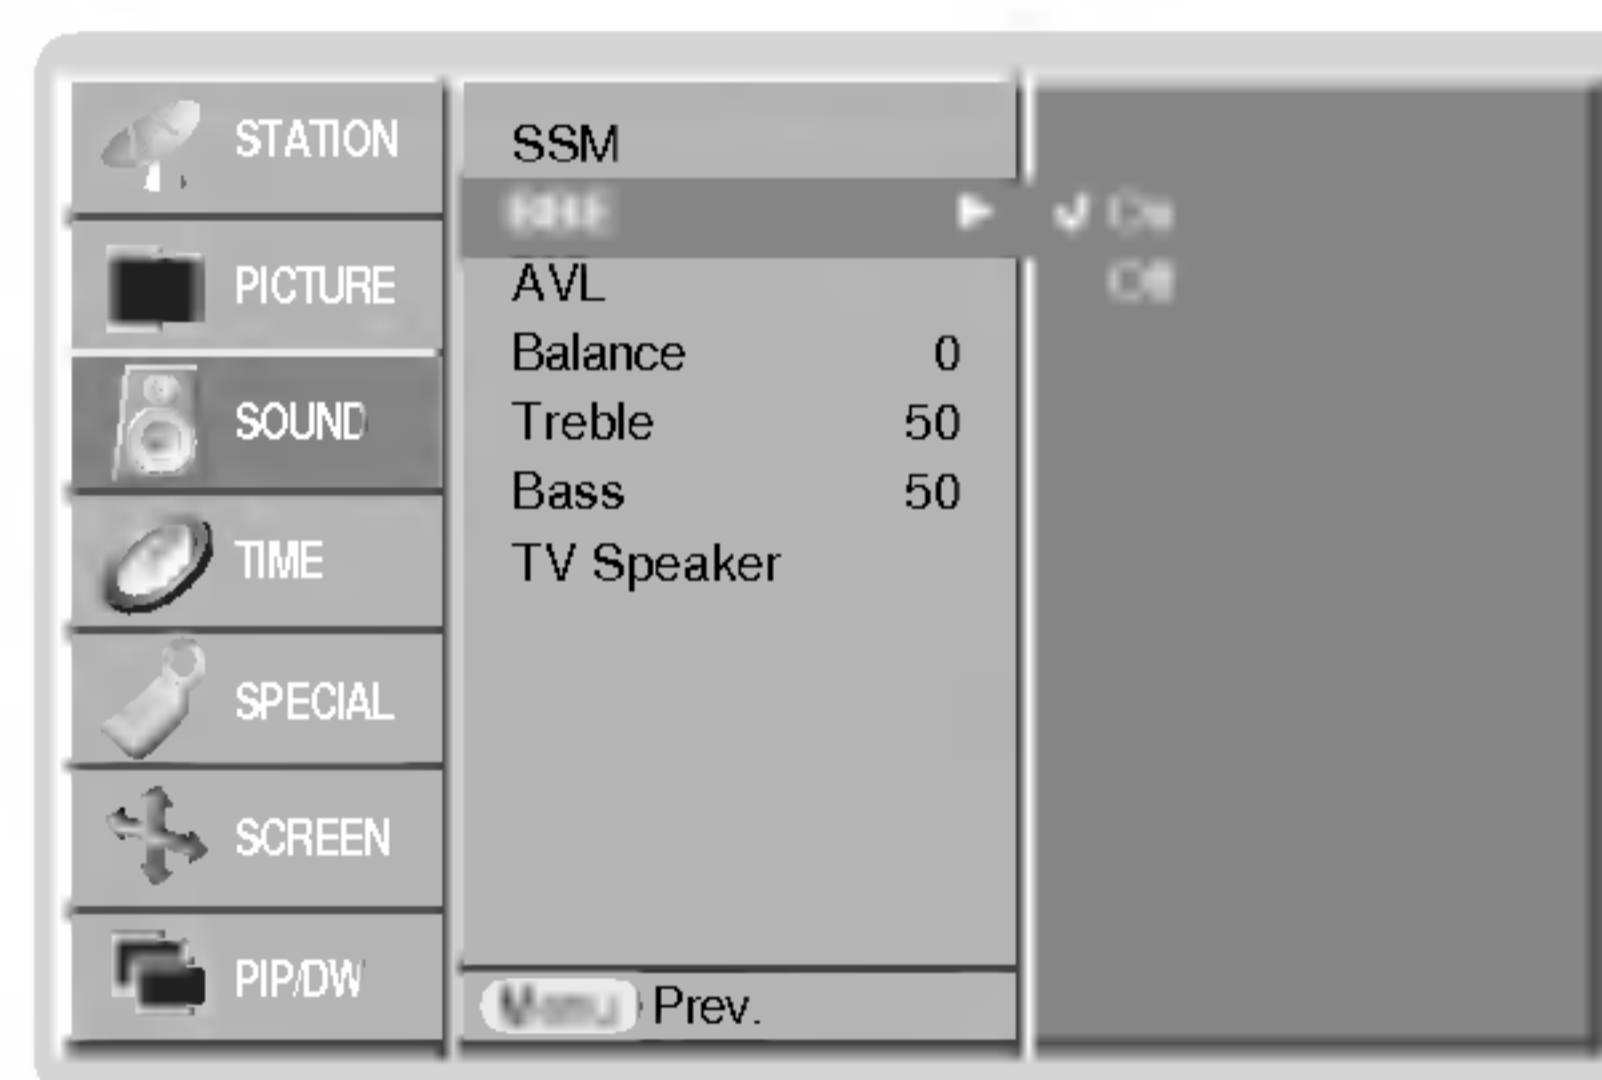 STATION
PICTURE
SOUND
TIME
SPECIAL
SCREEN
PIP/DW
SSM
AVL
Balance 0
Treble 50
Bass 50
TV Speaker
Prev.